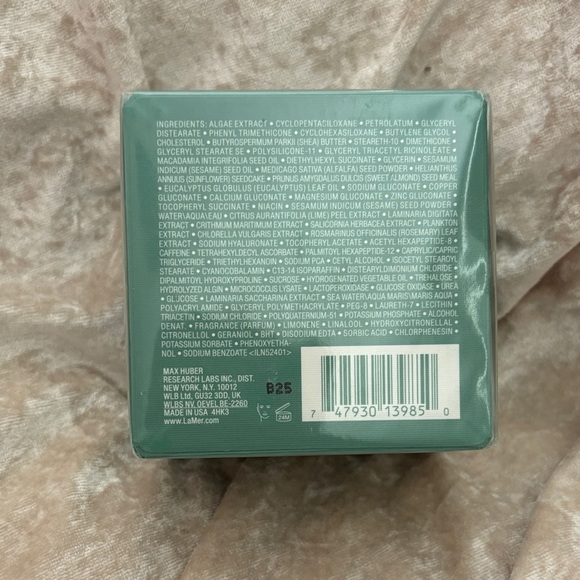 INGREDIENTS: ALGAE EXTRACT • CYCLOPENTASILOXANE • PETROLATUM • GLYCERYL
DISTEARATE • PHENYL TRIMETHICONE • CYCLOHEXASILOXANE • BUTYLENE GLYCOL •
CHOLESTEROL • BUTYROSPERMUM PARKII (SHEA) BUTTER • STEARETH-10 • DIMETHICONE •
GLYCERYL STEARATE SE • POLYSILICONE-11 • GLYCERYL TRIACETYL RICINOLEATE •
MACADAMIA INTEGRIFOLIA SEED OIL • DIETHYLHEXYL SUCCINATE • GLYCERIN • SESAMUM
INDICUM (SESAME) SEED OIL • MEDICAGO SATIVA (ALFALFA) SEED POWDER • HELIANTHUS
ANNUUS (SUNFLOWER) SEEDCAKE • PRUNUS AMYGDALUS DULCIS (SWEET ALMOND) SEED MEAL
• EUCALYPTUS GLOBULUS (EUCALYPTUS) LEAF OIL • SODIUM GLUCONATE • COPPER
GLUCONATE • CALCIUM GLUCONATE • MAGNESIUM GLUCONATE • ZINC GLUCONATE •
TOCOPHERYL SUCCINATE • NIACIN • SESAMUM INDICUM (SESAME) SEED POWDER •
WATER\AQUA\EAU • CITRUS AURANTIFOLIA (LIME) PEEL EXTRACT • LAMINARIA DIGITATA
EXTRACT • CRITHMUM MARITIMUM EXTRACT • SALICORNIA HERBACEA EXTRACT • PLANKTON
EXTRACT • CHLORELLA VULGARIS EXTRACT • ROSMARINUS OFFICINALIS (ROSEMARY) LEAF
EXTRACT • SODIUM HYALURONATE • TOCOPHERYL ACETATE • ACETYL HEXAPEPTIDE-8 •
CAFFEINE • TETRAHEXYLDECYL ASCORBATE • PALMITOYL HEXAPEPTIDE-12 • CAPRYLIC/CAPRIC
TRIGLYCERIDE • TRIETHYLHEXANOIN • SODIUM PCA • CETYL ALCOHOL • ISOCETYL STEAROYL
STEARATE • CYANOCOBALAMIN • C13-14 ISOPARAFFIN • DISTEARYLDIMONIUM CHLORIDE •
DIPALMITOYL HYDROXYPROLINE • SUCROSE • HYDROGENATED VEGETABLE OIL • TREHALOSE •
HYDROLYZED ALGIN • MICROCOCCUS LYSATE • LACTOPEROXIDASE • GLUCOSE OXIDASE • UREA
• GLUCOSE • LAMINARIA SACCHARINA EXTRACT • SEA WATER\AQUA MARIS\MARIS AQUA •
POLYACRYLAMIDE • GLYCERYL POLYMETHACRYLATE • PEG-8 • LAURETH-7 • LECITHIN •
TRIACETIN • SODIUM CHLORIDE • POLYQUATERNIUM-51 • POTASSIUM PHOSPHATE • ALCOHOL
DENAT. • FRAGRANCE (PARFUM) • LIMONENE • LINALOOL • HYDROXYCITRONELLAL •
CITRONELLOL • GERANIOL • BHT • DISODIUM EDTA • SORBIC ACID • CHLORPHENESIN •
POTASSIUM SORBATE • PHENOXYETHA-
NOL • SODIUM BENZOATE <ILN52401>
MAX HUBER
RESEARCH LABS INC., DIST.
NEW YORK, N.Y. 10012
WLB Ltd, GU32 3DD, UK
WLBS NV, OEVEL BE-2260
MADE IN USA 4HK3
www.LaMer.com
B25
24M
7 47930 13985 0